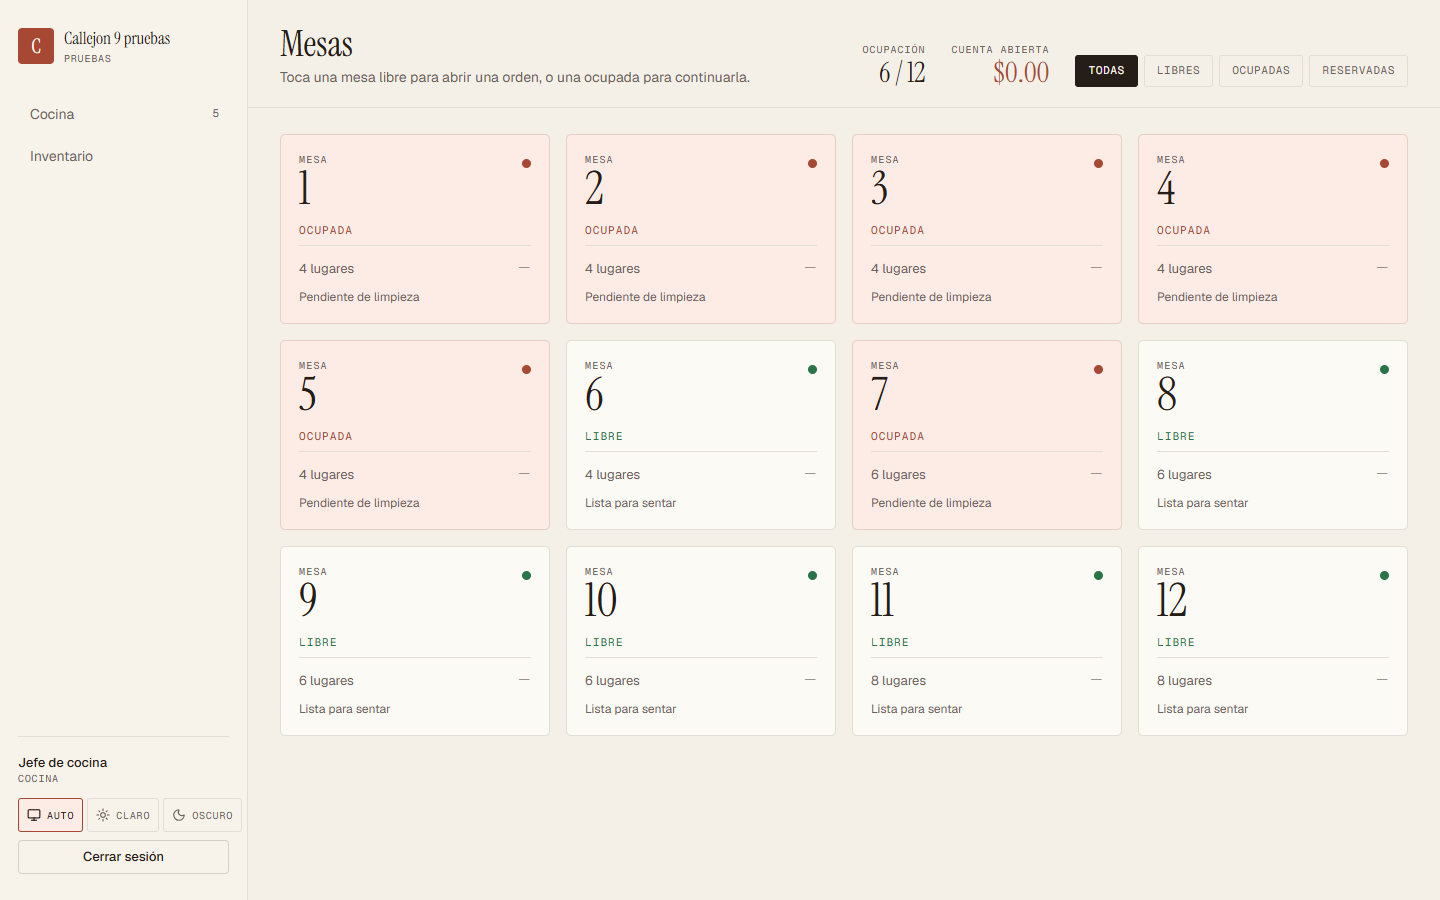 C
Callejon 9 pruebas
PRUEBAS
Cocina 5
Inventario
Jefe de cocina
COCINA
AUTO CLARO OSCURO
Cerrar sesión
Mesas
Toca una mesa libre para abrir una orden, o una ocupada para continuarla.
OCUPACIÓN
6 / 12
CUENTA ABIERTA
$0.00
TODAS LIBRES OCUPADAS RESERVADAS
MESA
1
OCUPADA
4 lugares —
Pendiente de limpieza
MESA
2
OCUPADA
4 lugares —
Pendiente de limpieza
MESA
3
OCUPADA
4 lugares —
Pendiente de limpieza
MESA
4
OCUPADA
4 lugares —
Pendiente de limpieza
MESA
5
OCUPADA
4 lugares —
Pendiente de limpieza
MESA
6
LIBRE
4 lugares —
Lista para sentar
MESA
7
OCUPADA
6 lugares —
Pendiente de limpieza
MESA
8
LIBRE
6 lugares —
Lista para sentar
MESA
9
LIBRE
6 lugares —
Lista para sentar
MESA
10
LIBRE
6 lugares —
Lista para sentar
MESA
11
LIBRE
8 lugares —
Lista para sentar
MESA
12
LIBRE
8 lugares —
Lista para sentar